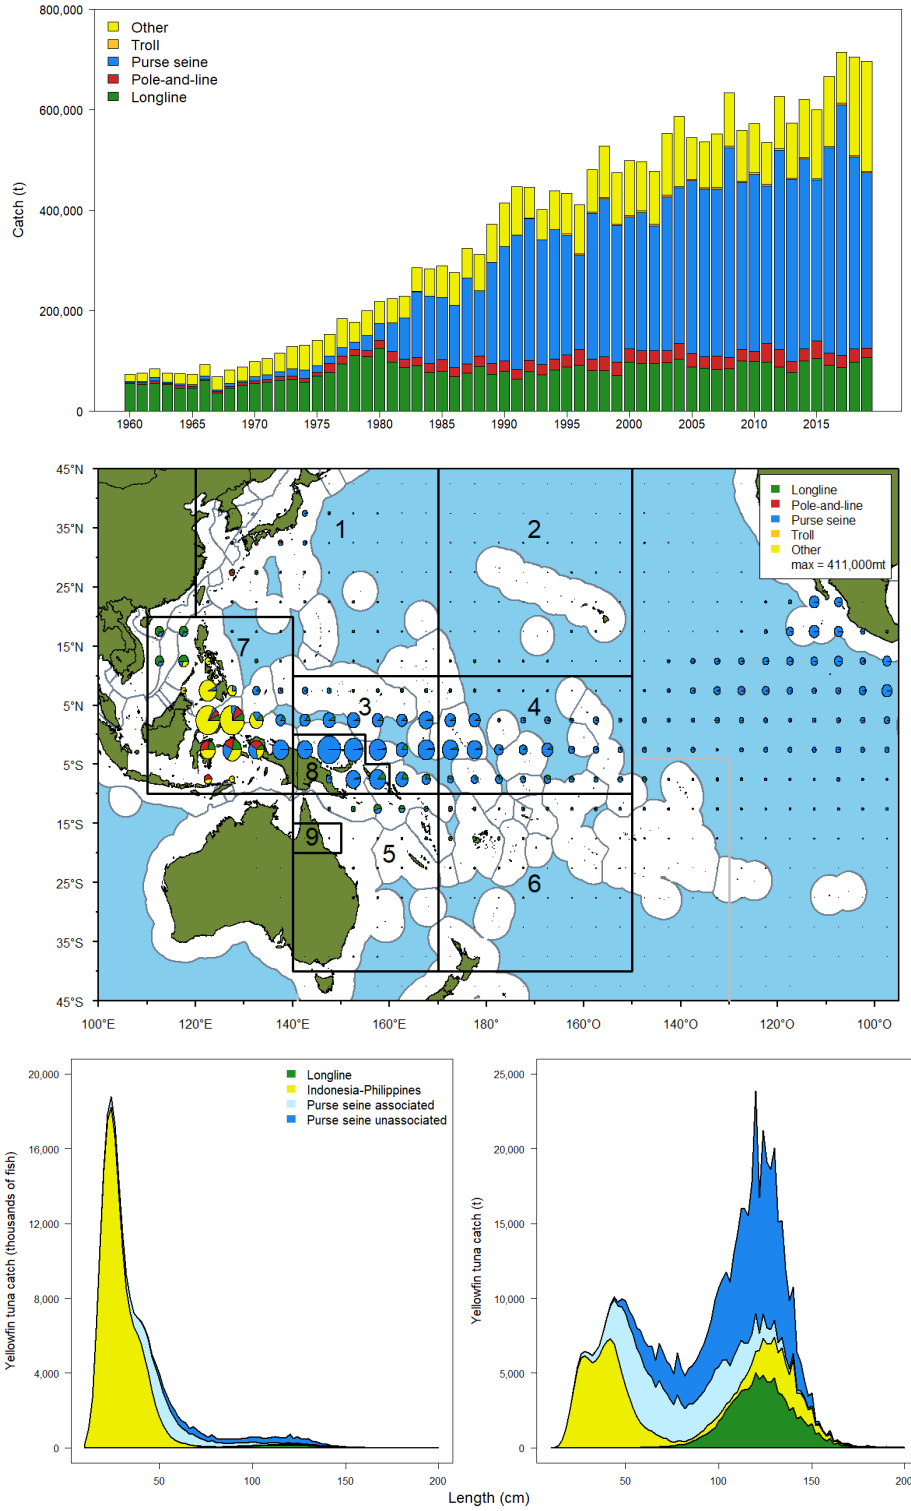 800,000
600,000
400,000
200,000
0
Catch (t)
Other
Troll
Purse seine
Pole-and-line
Longline
1960 1965 1970 1975 1980 1985 1990 1995 2000 2005 2010 2015
45°N
35°N
25°N
15°N
5°N
5°S
15°S
25°S
35°S
45°S
1 2
7
3 4
8
9
5
6
Longline
Pole-and-line
Purse seine
Troll
Other
max = 411,000mt
100°E 120°E 140°E 160°E 180° 160°O 140°O 120°O 100°O
Yellowfin tuna catch (thousands of fish)
20,000
16,000
12,000
8,000
4,000
0
Longline
Indonesia-Philippines
Purse seine associated
Purse seine unassociated
50 100 150 200
Yellowfin tuna catch (t)
25,000
20,000
15,000
10,000
5,000
0
50 100 150 200
Length (cm)